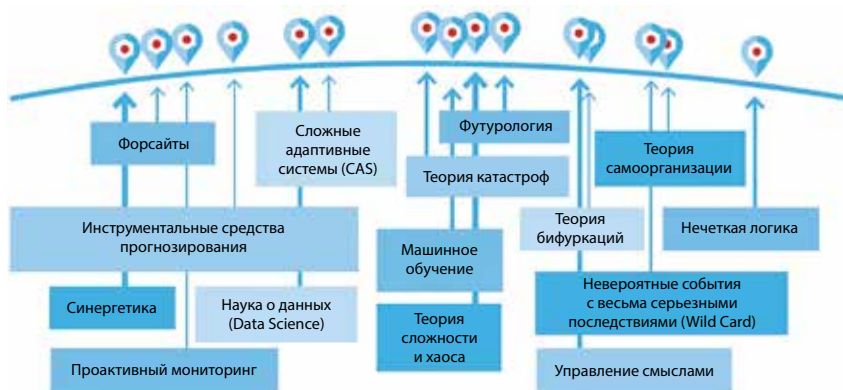 Форсайты
Сложные
адаптивные
системы (CAS)
Футурология
Теория
самоорганизации
Теория катастроф
Инструментальные средства
прогнозирования
Теория
бифуркаций
Нечеткая логика
Машинное
обучение
Синергетика
Наука о данных
(Data Science)
Невероятные события
с весьма серьезными
последствиями (Wild Card)
Теория
сложности
и хаоса
Проактивный мониторинг
Управление смыслами